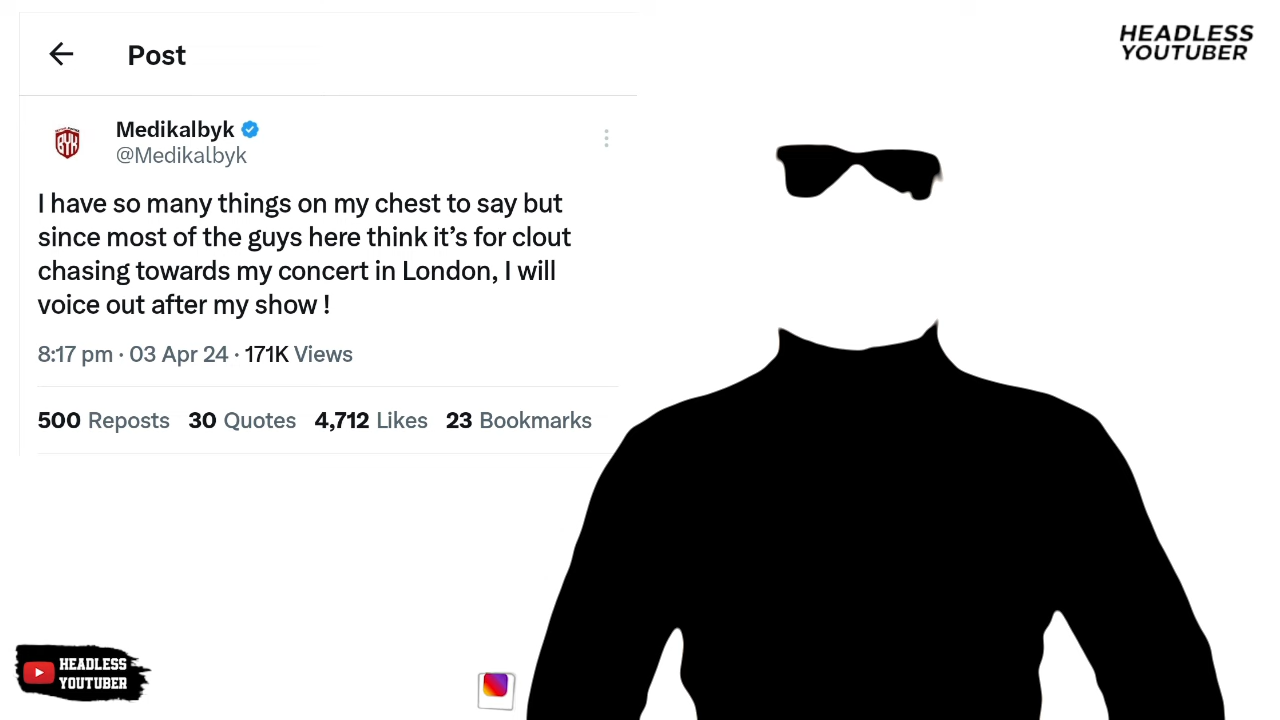 Post
HEADLESS
YOUTUBER
BYK
Medikalbyk
@Medikalbyk
I have so many things on my chest to say but
since most of the guys here think it’s for clout
chasing towards my concert in London, I will
voice out after my show !
8:17 pm · 03 Apr 24 · 171K Views
500 Reposts 30 Quotes 4,712 Likes 23 Bookmarks
HEADLESS
YOUTUBER